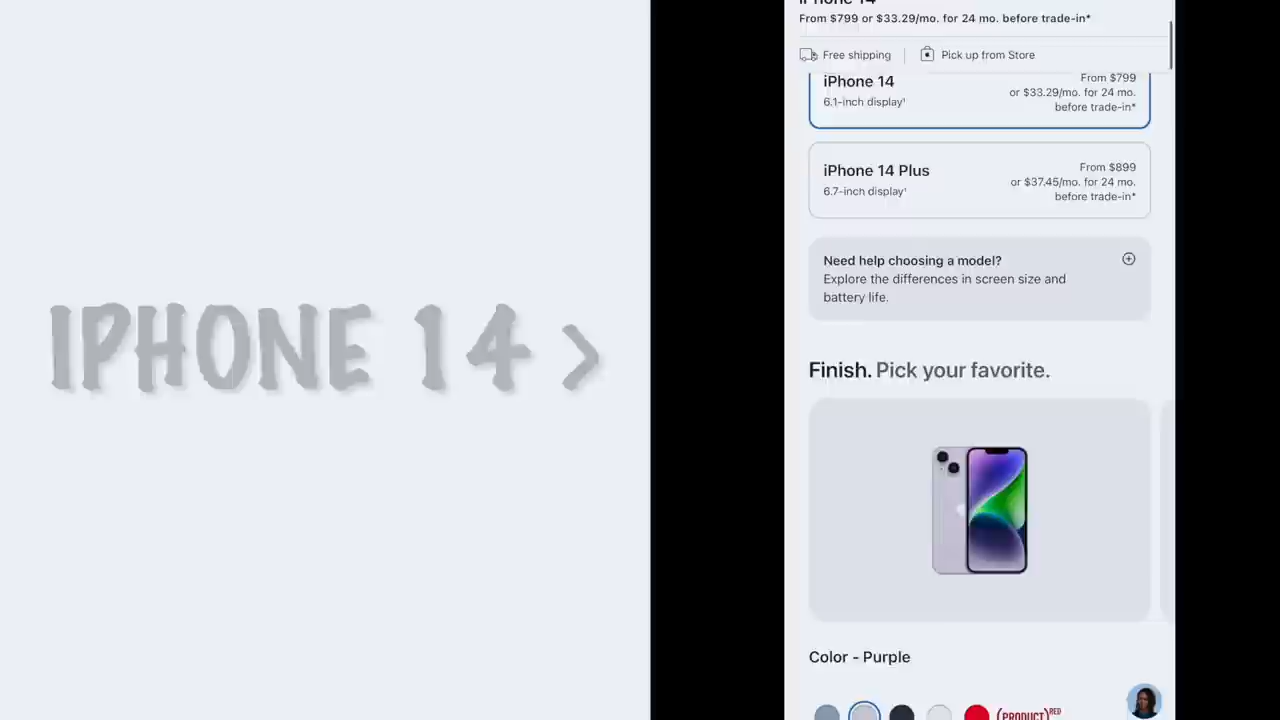 IPHONE 14 >
iPhone 14
From $799 or $33.29/mo. for 24 mo. before trade-in*
Free shipping
Pick up from Store
iPhone 14
6.1-inch display¹
From $799
or $33.29/mo. for 24 mo.
before trade-in*
iPhone 14 Plus
6.7-inch display¹
From $899
or $37.45/mo. for 24 mo.
before trade-in*
Need help choosing a model?
Explore the differences in screen size and
battery life.
Finish. Pick your favorite.
Color - Purple
(PRODUCT)RED